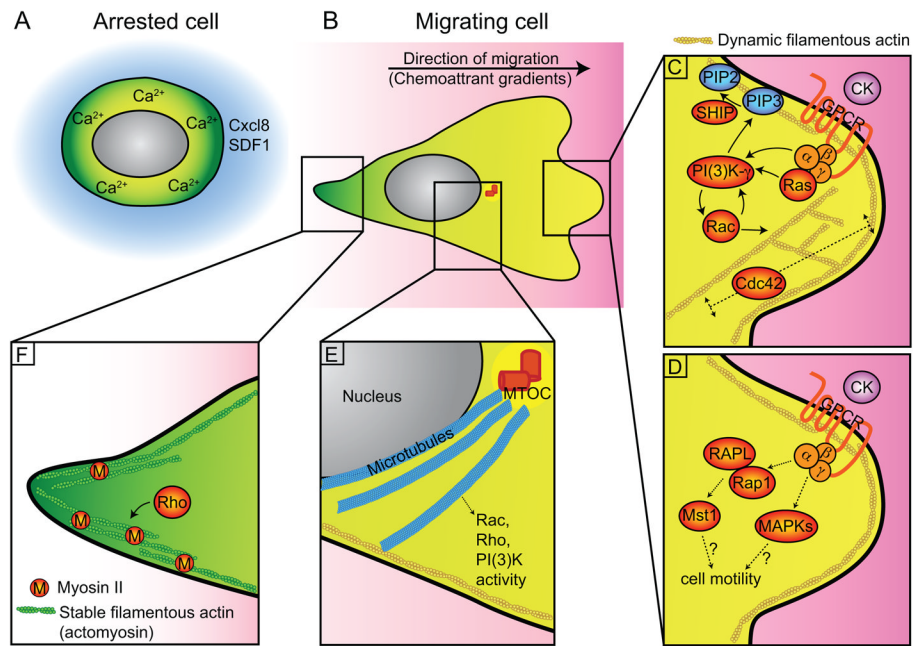 A Arrested cell
Ca2+
Ca2+
Ca2+
Ca2+
Ca2+
Cxcl8
SDF1
B Migrating cell
Direction of migration
(Chemoattrant gradients)
Dynamic filamentous actin
C
PIP2
PIP3
SHIP
CK
GPCR
α
β
γ
PI(3)K-γ
Ras
Rac
Cdc42
D
CK
GPCR
α
β
γ
RAPL
Rap1
Mst1
MAPKs
?
?
cell motility
E
Nucleus
MTOC
Microtubules
Rac,
Rho,
PI(3)K
activity
F
M
Rho
M
M
M
M Myosin II
Stable filamentous actin
(actomyosin)